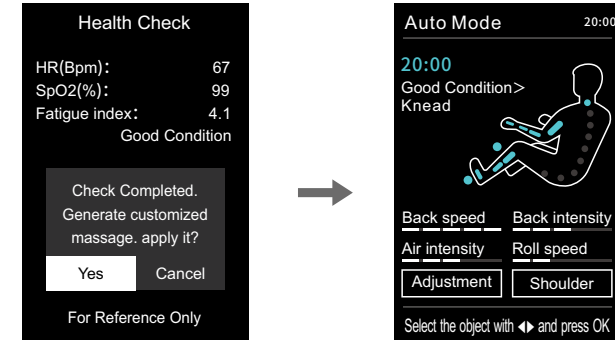 Health Check
HR(Bpm): 67
SpO2(%): 99
Fatigue index: 4.1
Good Condition
Check Completed.
Generate customized
massage. apply it?
Yes Cancel
For Reference Only
Auto Mode 20:00
20:00
Good Condition>
Knead
Back speed Back intensity
Air intensity Roll speed
Adjustment Shoulder
Select the object with ◀▶ and press OK